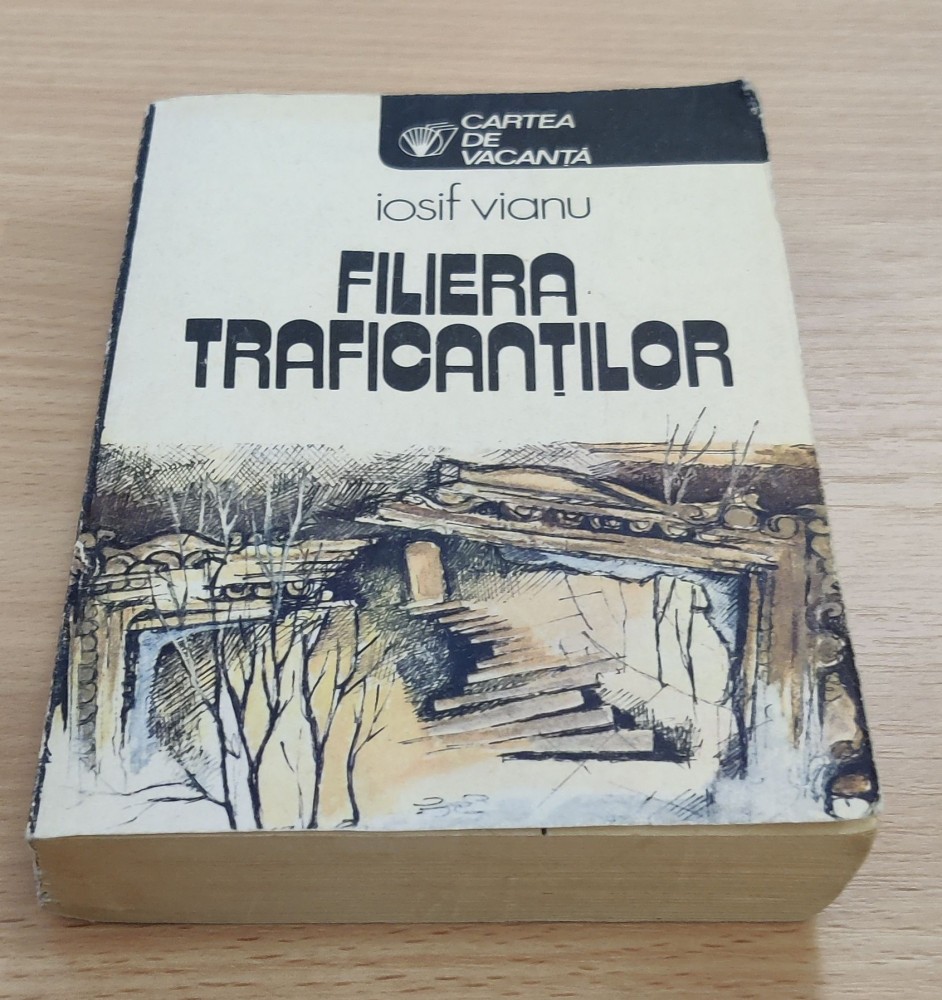 CARTEA
DE
VACANȚĂ
iosif vianu
FILIERA
TRAFICANȚILOR